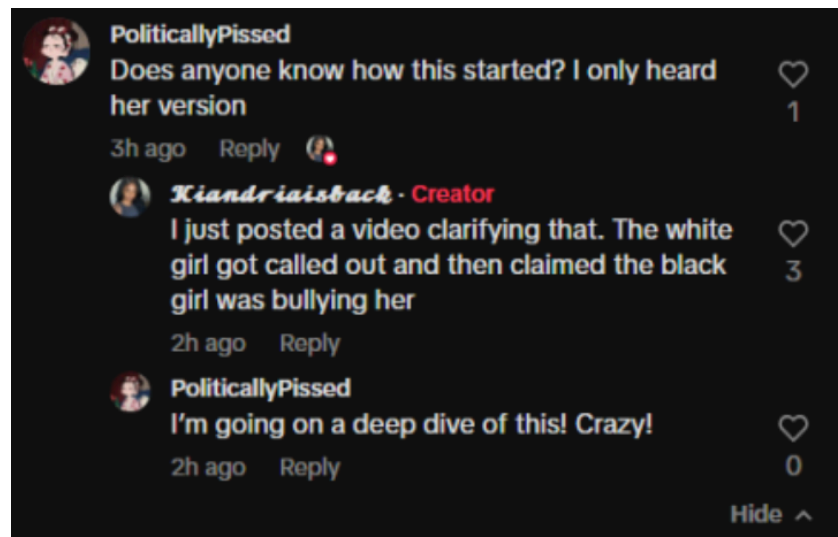 PoliticallyPissed
Does anyone know how this started? I only heard
her version
1
3h ago Reply
𝓚𝓲𝓪𝓷𝓭𝓻𝓲𝓪𝓲𝓼𝓫𝓪𝓬𝓴 · Creator
I just posted a video clarifying that. The white
girl got called out and then claimed the black
girl was bullying her
3
2h ago Reply
PoliticallyPissed
I'm going on a deep dive of this! Crazy!
2h ago Reply
0
Hide